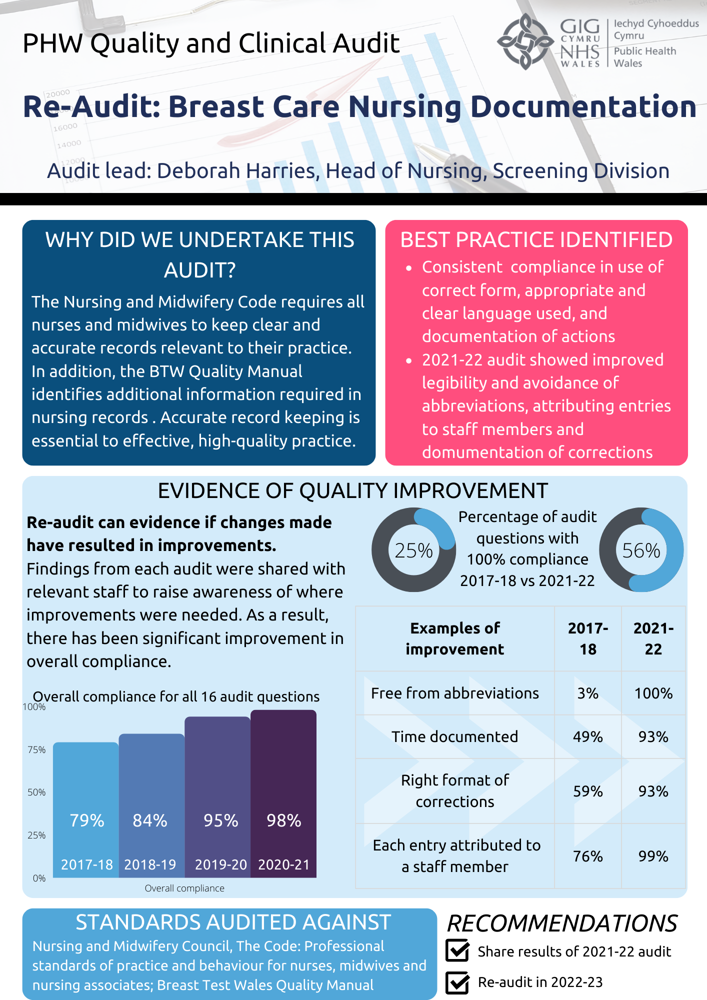 PHW Quality and Clinical Audit
GIG
CYMRU
NHS
WALES
Iechyd Cyhoeddus
Cymru
Public Health
Wales
20000
16000
14000
12000
Re-Audit: Breast Care Nursing Documentation
Audit lead: Deborah Harries, Head of Nursing, Screening Division
WHY DID WE UNDERTAKE THIS
AUDIT?
The Nursing and Midwifery Code requires all
nurses and midwives to keep clear and
accurate records relevant to their practice.
In addition, the BTW Quality Manual
identifies additional information required in
nursing records . Accurate record keeping is
essential to effective, high-quality practice.
BEST PRACTICE IDENTIFIED
• Consistent compliance in use of
correct form, appropriate and
clear language used, and
documentation of actions
• 2021-22 audit showed improved
legibility and avoidance of
abbreviations, attributing entries
to staff members and
domumentation of corrections
EVIDENCE OF QUALITY IMPROVEMENT
Re-audit can evidence if changes made
have resulted in improvements.
Findings from each audit were shared with
relevant staff to raise awareness of where
improvements were needed. As a result,
there has been significant improvement in
overall compliance.
25%
Percentage of audit
questions with
100% compliance
2017-18 vs 2021-22
56%
Overall compliance for all 16 audit questions
100%
75%
50%
25%
0%
79% 84% 95% 98%
2017-18 2018-19 2019-20 2020-21
Overall compliance
Examples of
improvement
2017-
18
2021-
22
Free from abbreviations 3% 100%
Time documented 49% 93%
Right format of
corrections
59% 93%
Each entry attributed to
a staff member
76% 99%
STANDARDS AUDITED AGAINST
Nursing and Midwifery Council, The Code: Professional
standards of practice and behaviour for nurses, midwives and
nursing associates; Breast Test Wales Quality Manual
RECOMMENDATIONS
Share results of 2021-22 audit
Re-audit in 2022-23